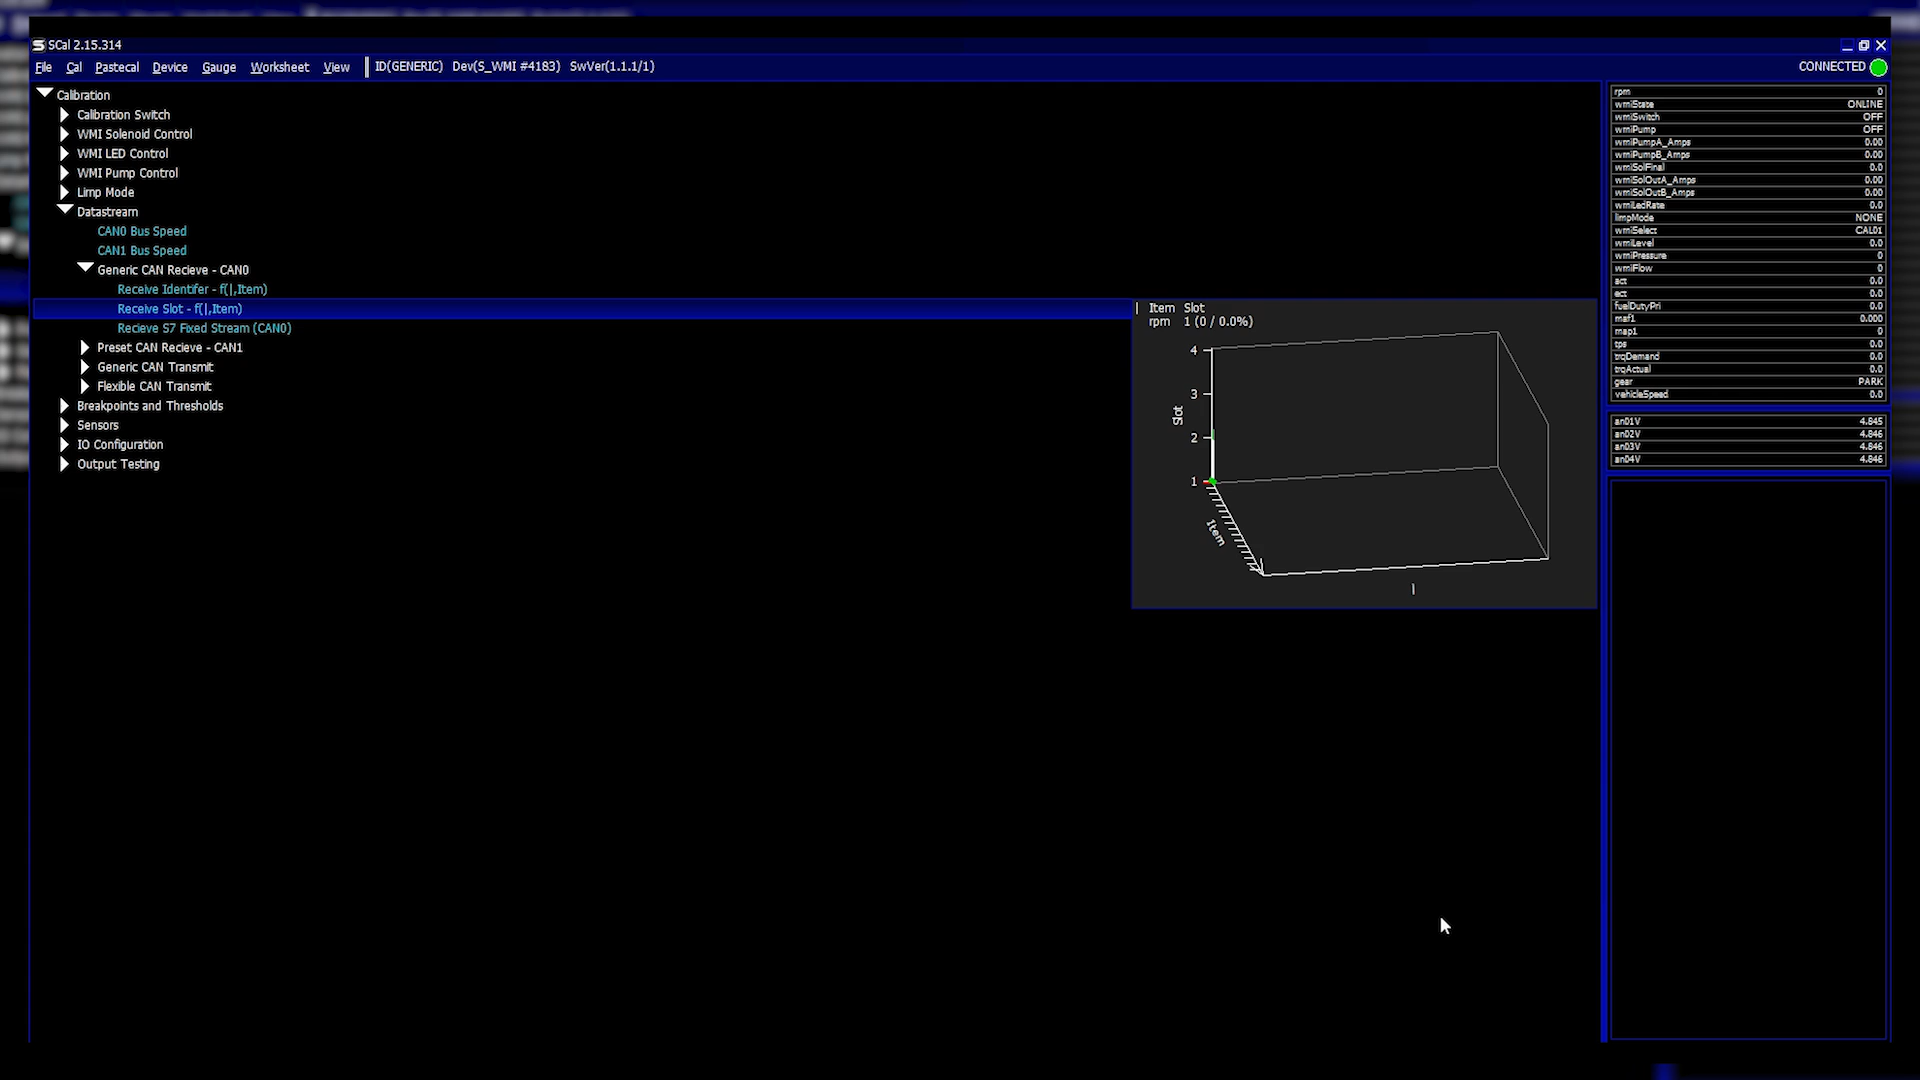 SCal 2.15.314
File Cal Pastecal Device Gauge Worksheet View ID(GENERIC) Dev(S_WMI #4183) SwVer(1.1.1/1) CONNECTED
Calibration
Calibration Switch
WMI Solenoid Control
WMI LED Control
WMI Pump Control
Limp Mode
Datastream
CAN0 Bus Speed
CAN1 Bus Speed
Generic CAN Recieve - CAN0
Receive Identifer - f(|,Item)
Receive Slot - f(|,Item)
Recieve S7 Fixed Stream (CAN0)
Preset CAN Recieve - CAN1
Generic CAN Transmit
Flexible CAN Transmit
Breakpoints and Thresholds
Sensors
IO Configuration
Output Testing
| Item Slot
rpm 1 (0 / 0.0%)
4
3
Slot
2
1
Item
|
rpm 0
wmiState ONLINE
wmiSwitch OFF
wmiPump OFF
wmiPumpA_Amps 0.00
wmiPumpB_Amps 0.00
wmiSolFinal 0.0
wmiSolOutA_Amps 0.00
wmiSolOutB_Amps 0.00
wmiLedRate 0.0
limpMode NONE
wmiSelect CAL01
wmiLevel 0.0
wmiPressure 0
wmiFlow 0
act 0
ect 0
fuelDutyPri 0.0
maf1 0.000
map1 0
tps 0.0
trqDemand 0.0
trqActual 0.0
gear PARK
vehicleSpeed 0.0
an01V 4.845
an02V 4.846
an03V 4.846
an04V 4.846